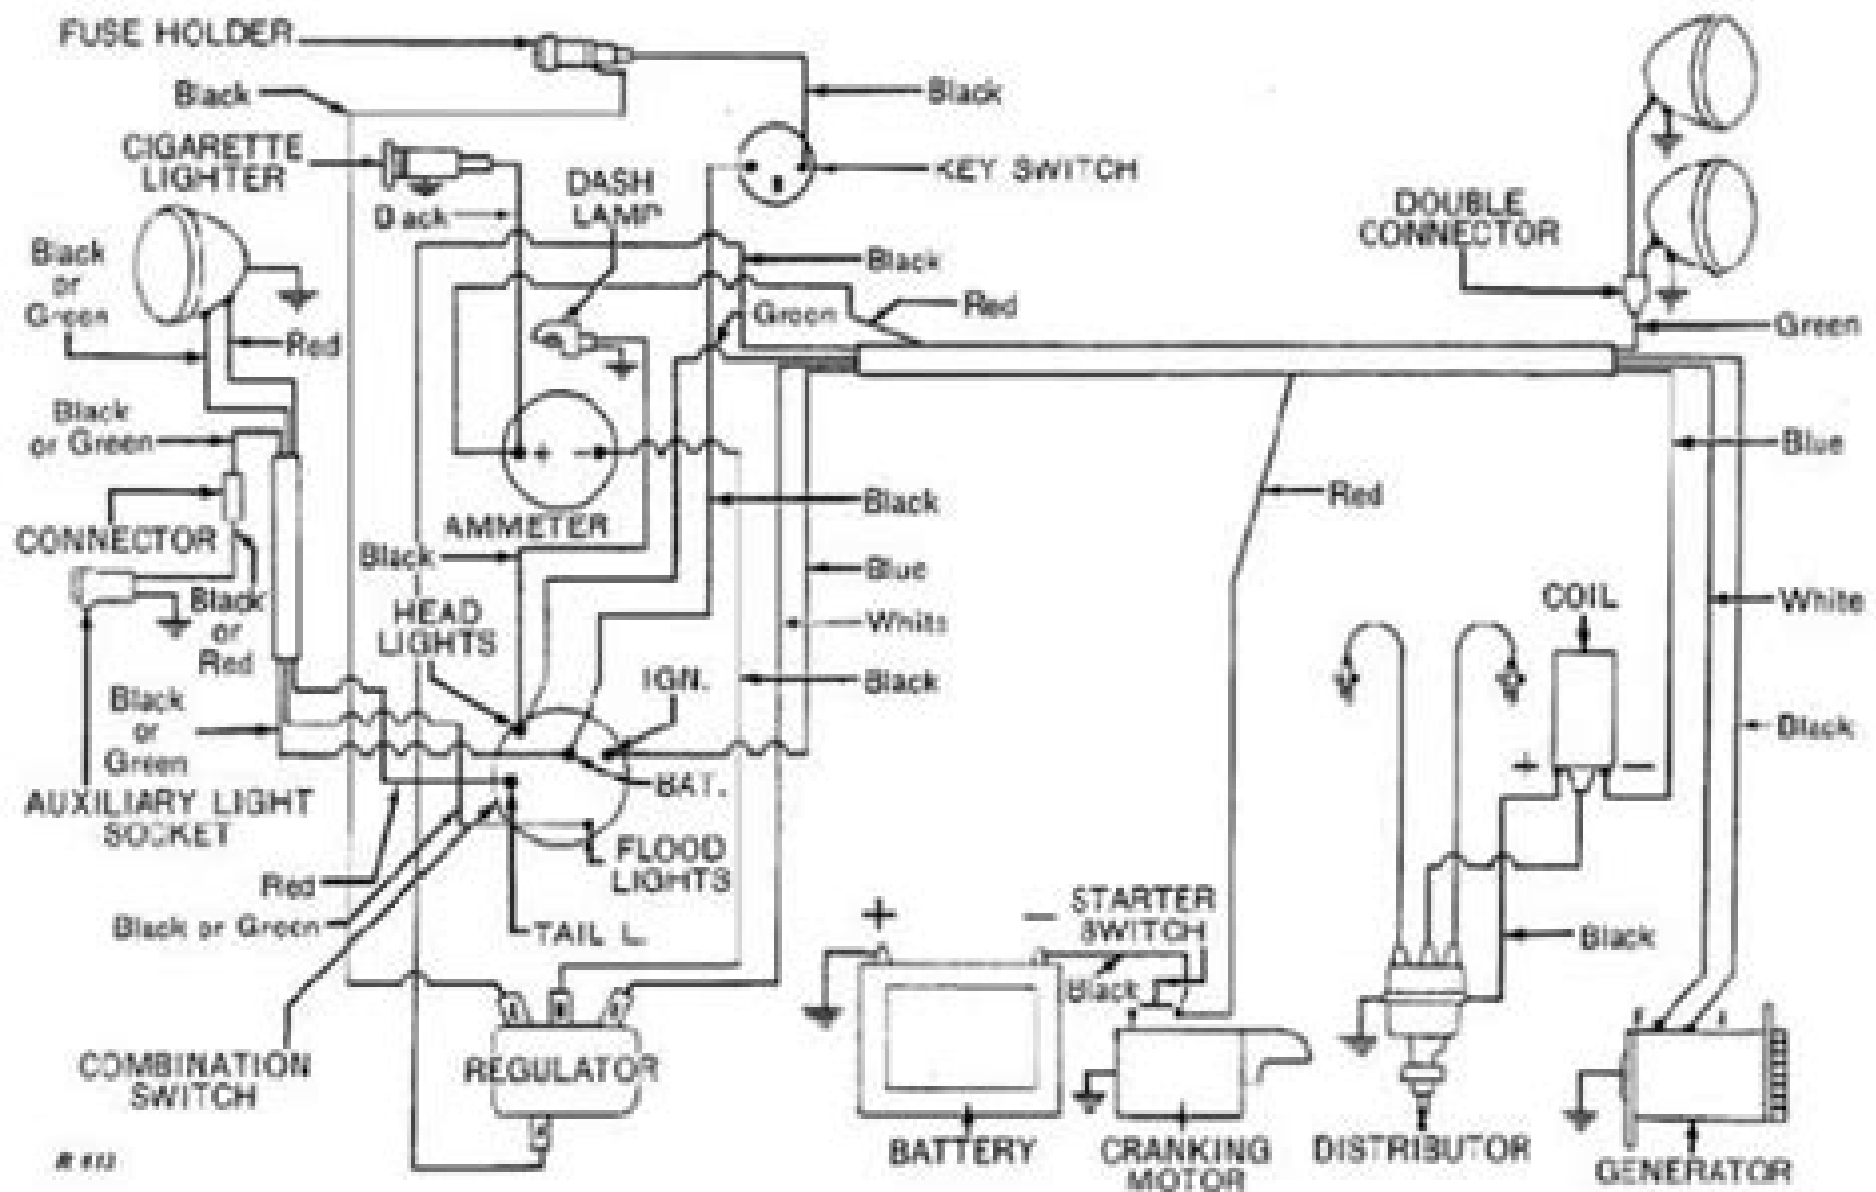 FUSE HOLDER
Black
Black
CIGARETTE
LIGHTER
KEY SWITCH
DASH
LAMP
Black
DOUBLE
CONNECTOR
Black
or
Green
Black
Red
Green
Green
Red
Black
or Green
Blue
Red
Black
AMMETER
CONNECTOR
Black
Blue
COIL
White
Black
or
Red
HEAD
LIGHTS
White
IGN.
Black
Black
or
Green
Black
BAT.
AUXILIARY LIGHT
SOCKET
FLOOD
LIGHTS
Red
STARTER
SWITCH
Black or Green
TAIL L.
Black
Black
COMBINATION
SWITCH
REGULATOR
BATTERY
CRANKING
MOTOR
DISTRIBUTOR
GENERATOR